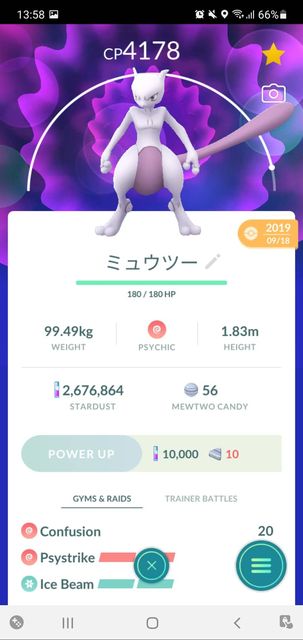 13:58 66%
CP4178
2019
09/18
ミュウツー
180 / 180 HP
99.49kg 1.83m
WEIGHT PSYCHIC HEIGHT
2,676,864 56
STARDUST MEWTWO CANDY
POWER UP 10,000 10
GYMS & RAIDS TRAINER BATTLES
Confusion 20
Psystrike
Ice Beam